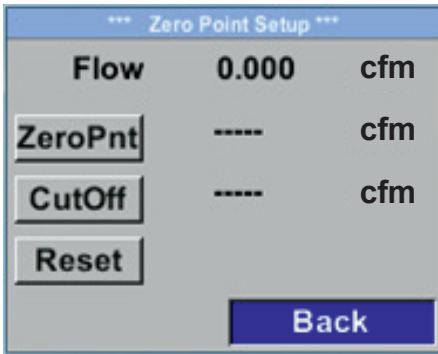 *** Zero Point Setup ***
Flow 0.000 cfm
ZeroPnt ----- cfm
CutOff ----- cfm
Reset
Back